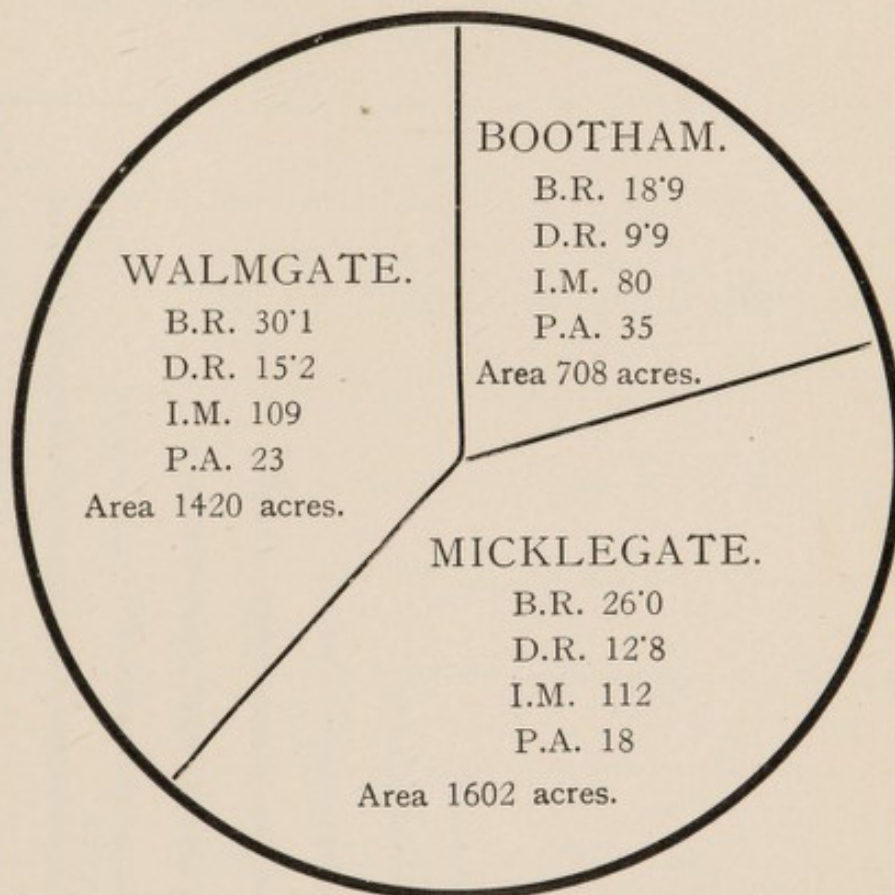 BOOTHAM.
B.R. 18·9
D.R. 9·9
I.M. 80
P.A. 35
Area 708 acres.
WALMGATE.
B.R. 30·1
D.R. 15·2
I.M. 109
P.A. 23
Area 1420 acres.
MICKLEGATE.
B.R. 26·0
D.R. 12·8
I.M. 112
P.A. 18
Area 1602 acres.